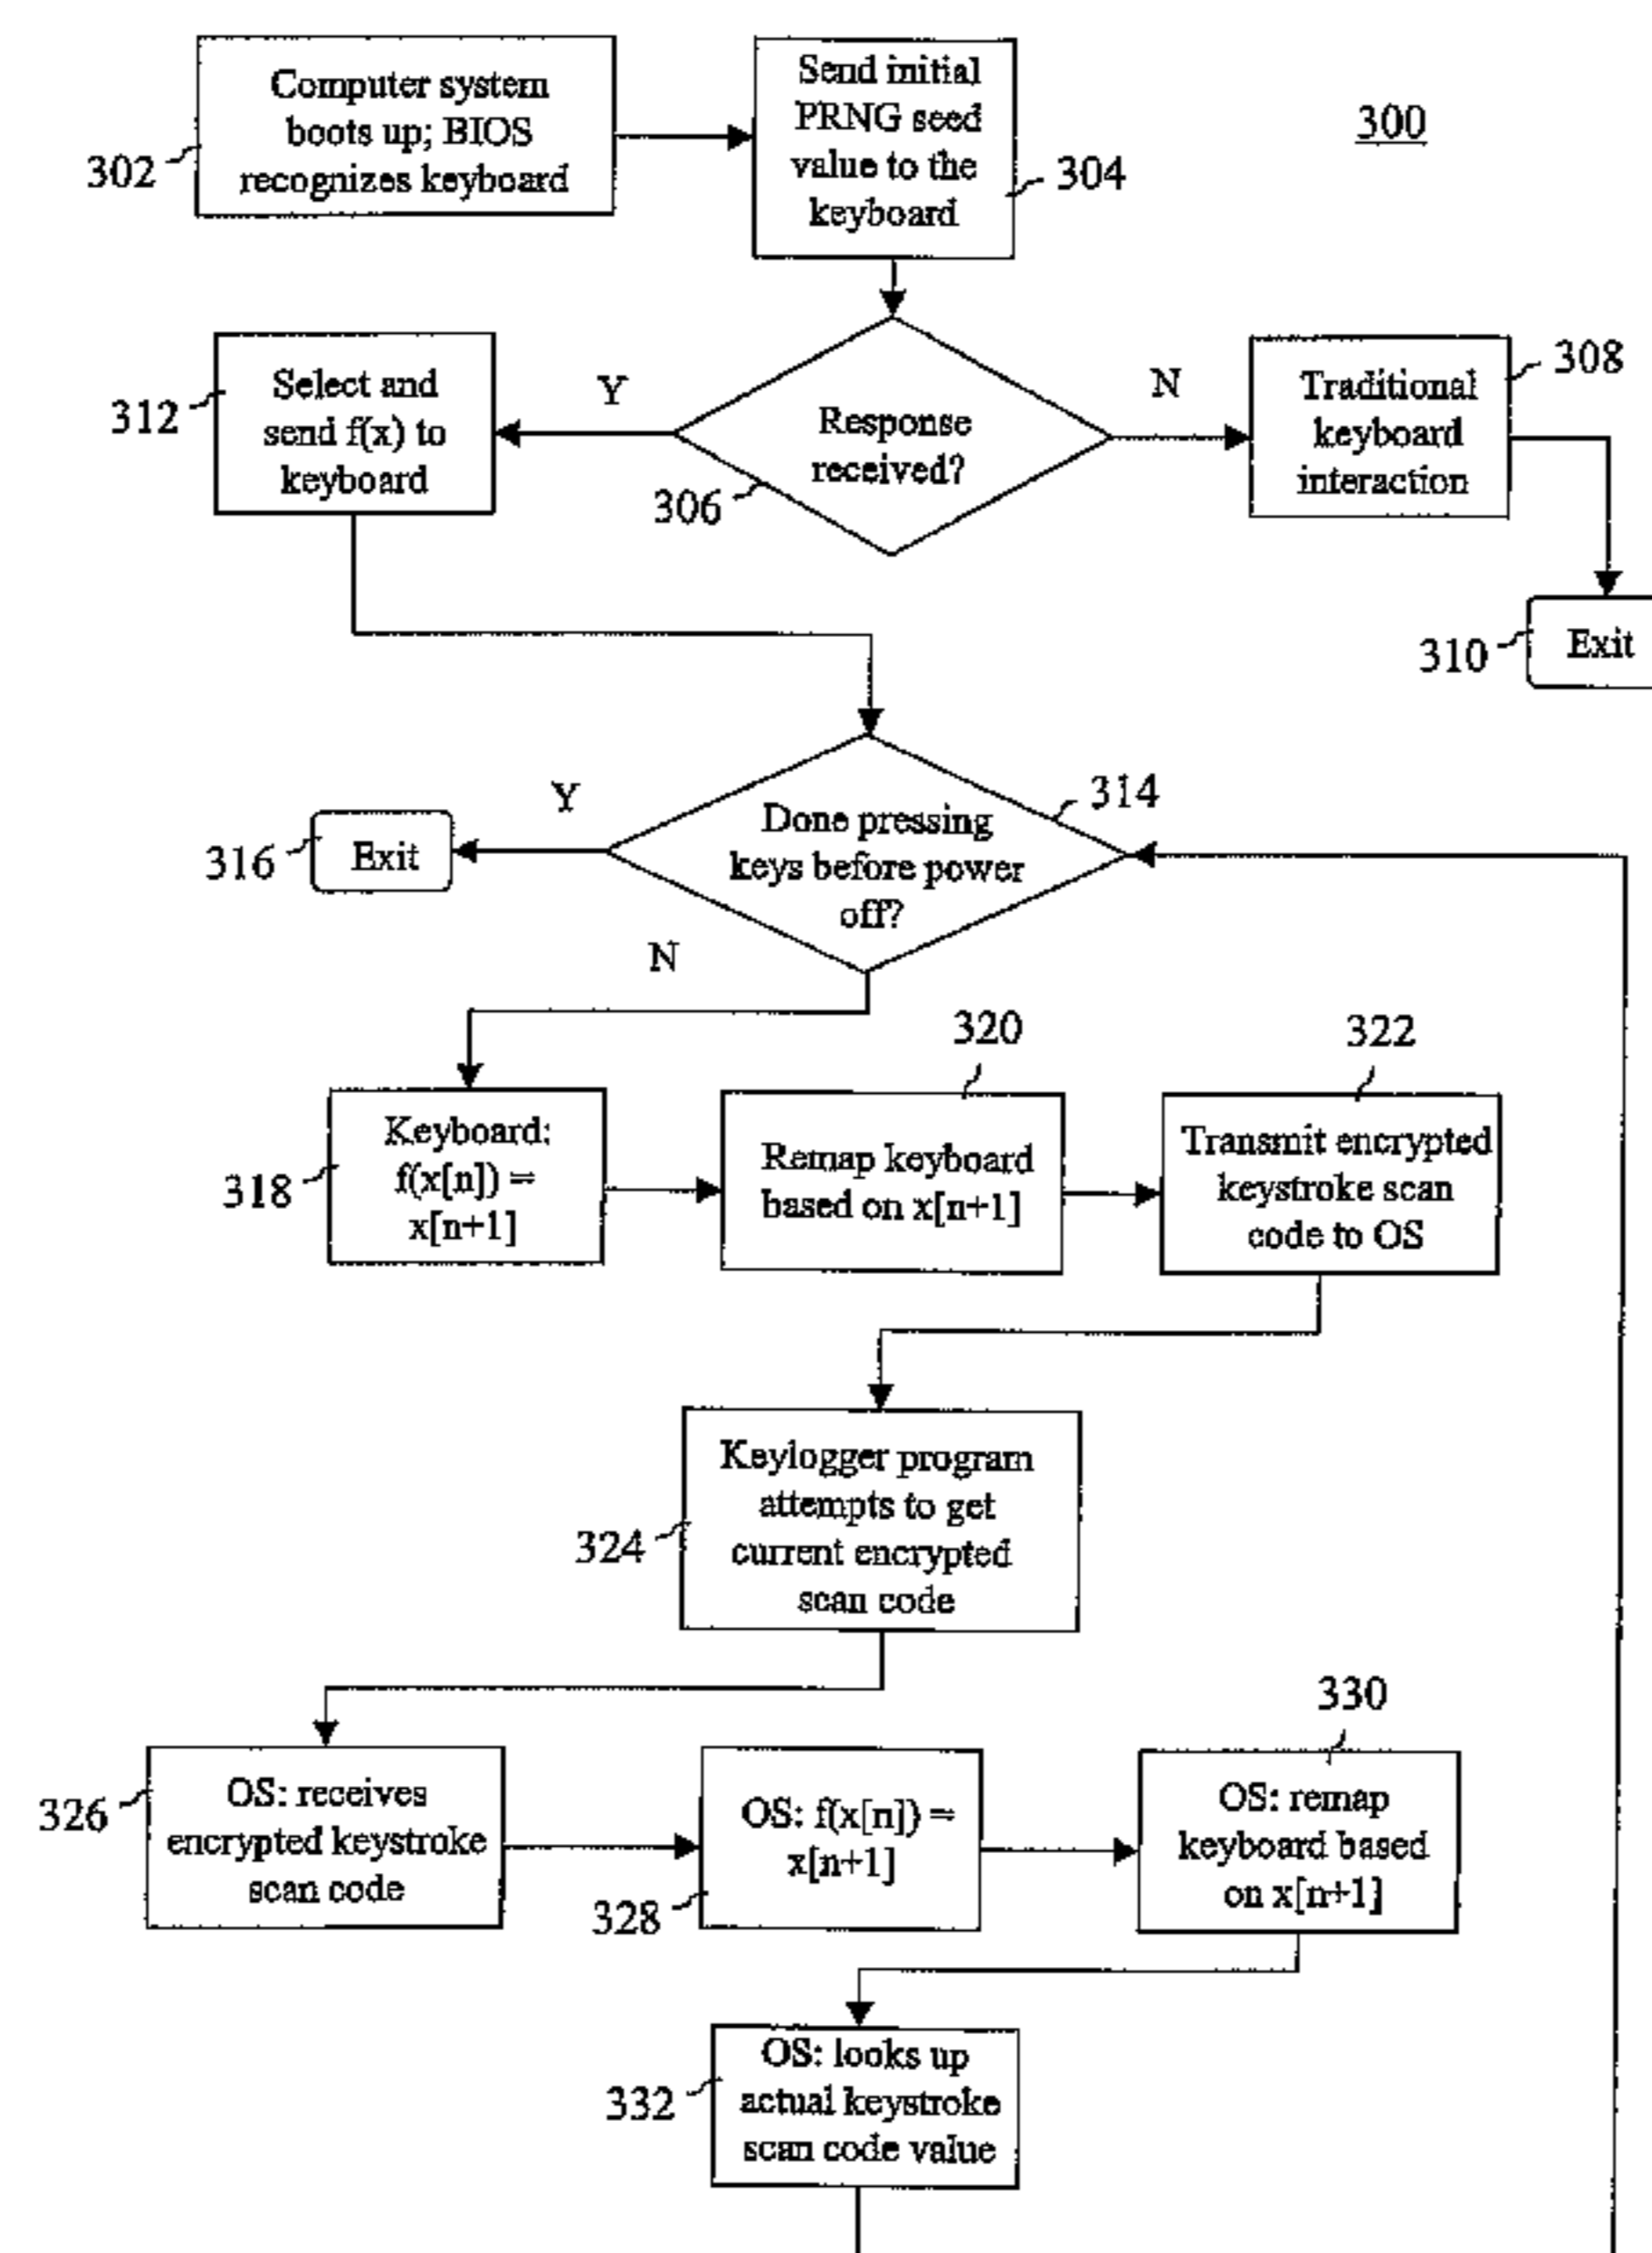 Computer system
boots up; BIOS
recognizes keyboard
302
Send initial
PRNG seed
value to the
keyboard
304
300
312
Select and
send f(x) to
keyboard
Y
Response
received?
306
N
Traditional
keyboard
interaction
308
310
Exit
316
Exit
Y
Done pressing
keys before power
off?
314
N
318
Keyboard:
f(x[n]) =
x[n+1]
320
Remap keyboard
based on x[n+1]
322
Transmit encrypted
keystroke scan
code to OS
324
Keylogger program
attempts to get
current encrypted
scan code
326
OS: receives
encrypted keystroke
scan code
328
OS: f(x[n]) =
x[n+1]
330
OS: remap
keyboard based
on x[n+1]
332
OS: looks up
actual keystroke
scan code value